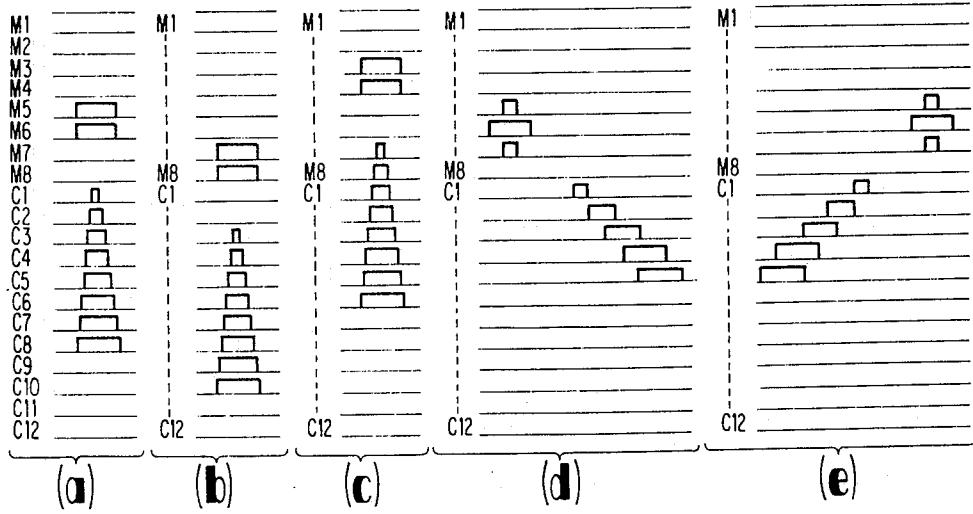 M1 M1 M1 M1 M1
M2
M3
M4
M5
M6
M7
M8 M8 M8 M8 M8
C1 C1 C1 C1 C1
C2
C3
C4
C5
C6
C7
C8
C9
C10
C11
C12 C12 C12 C12 C12
(a) (b) (c) (d) (e)